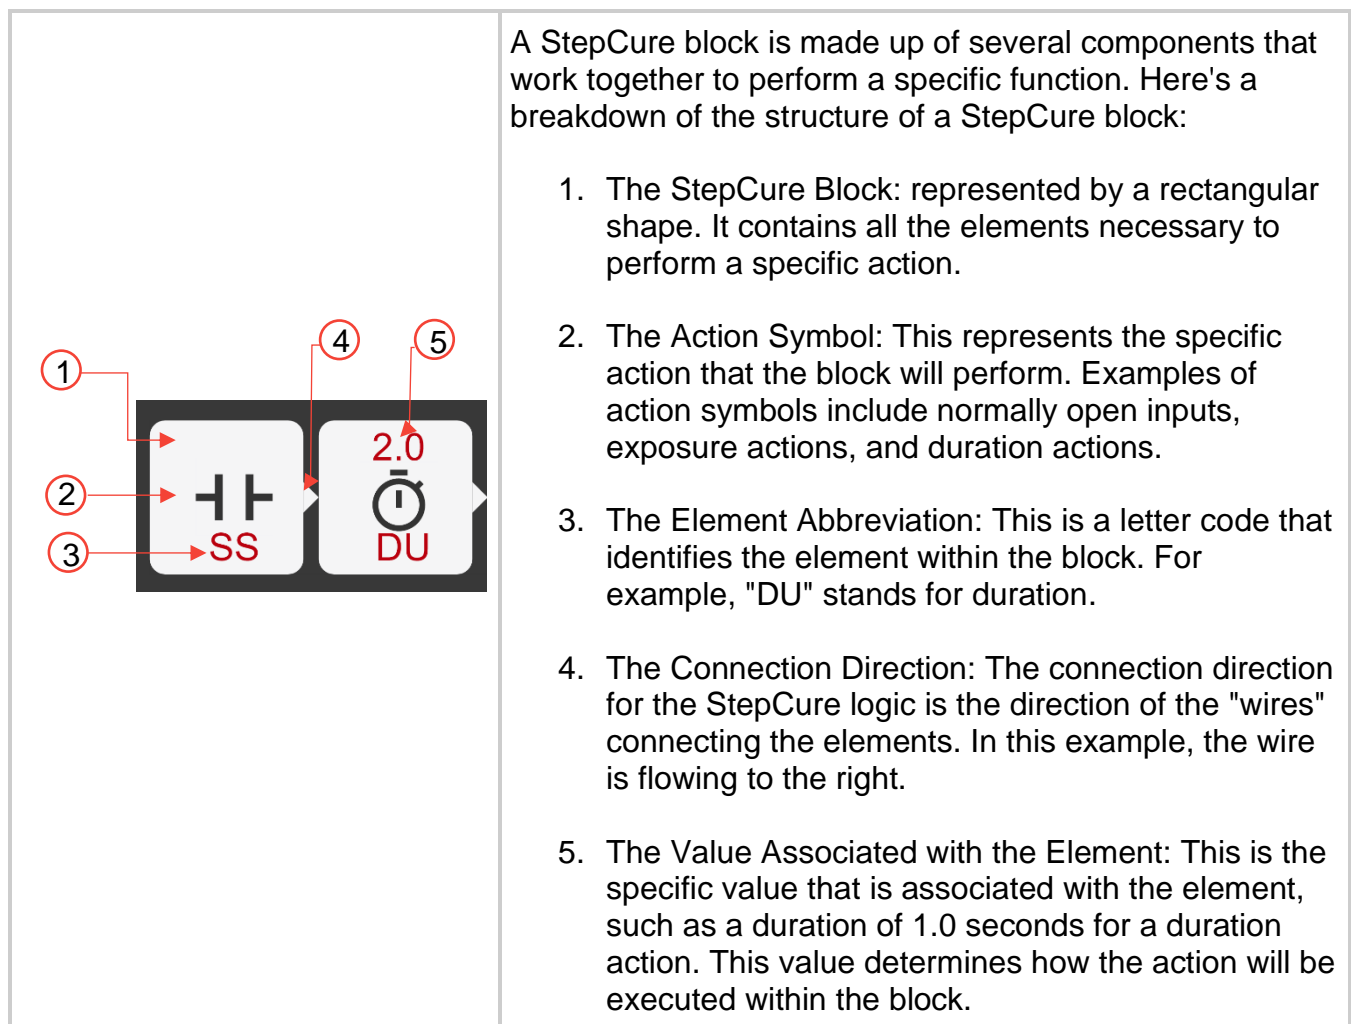 A StepCure block is made up of several components that
work together to perform a specific function. Here's a
breakdown of the structure of a StepCure block:
1. The StepCure Block: represented by a rectangular
shape. It contains all the elements necessary to
perform a specific action.
2. The Action Symbol: This represents the specific
action that the block will perform. Examples of
action symbols include normally open inputs,
exposure actions, and duration actions.
3. The Element Abbreviation: This is a letter code that
identifies the element within the block. For
example, "DU" stands for duration.
4. The Connection Direction: The connection direction
for the StepCure logic is the direction of the "wires"
connecting the elements. In this example, the wire
is flowing to the right.
5. The Value Associated with the Element: This is the
specific value that is associated with the element,
such as a duration of 1.0 seconds for a duration
action. This value determines how the action will be
executed within the block.
4 5
1
2.0
2
3
SS DU